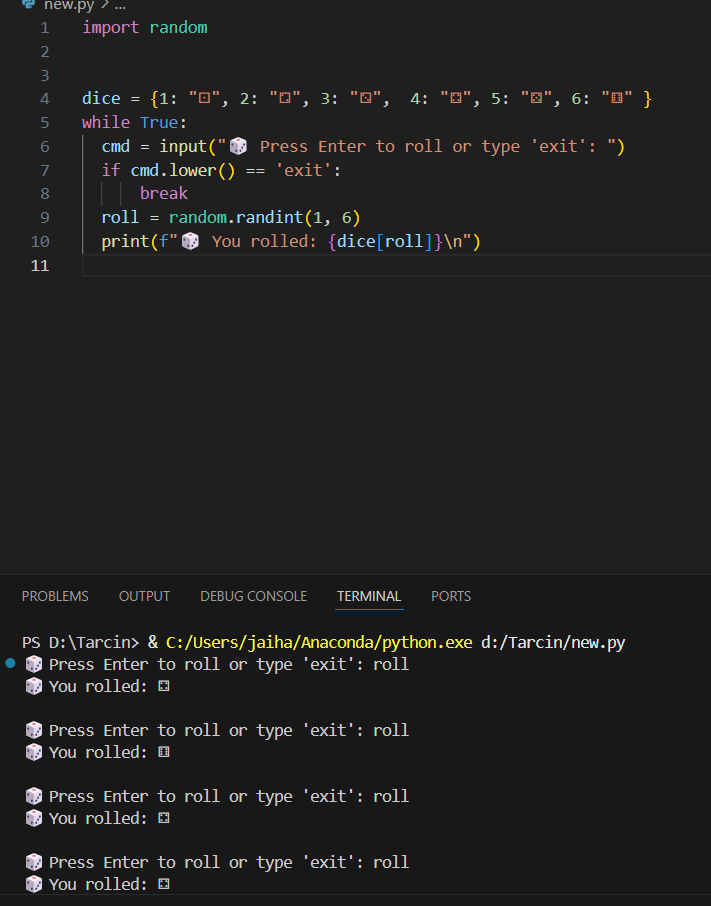 new.py > ...
1 import random
2
3
4 dice = {1: "⚀", 2: "⚁", 3: "⚂",  4: "⚃", 5: "⚄", 6: "⚅" }
5 while True:
6   cmd = input("🎲 Press Enter to roll or type 'exit': ")
7   if cmd.lower() == 'exit':
8       break
9   roll = random.randint(1, 6)
10   print(f"🎲 You rolled: {dice[roll]}\n")
11
PROBLEMS OUTPUT DEBUG CONSOLE TERMINAL PORTS
PS D:\Tarcin> & C:/Users/jaiha/Anaconda/python.exe d:/Tarcin/new.py
🎲 Press Enter to roll or type 'exit': roll
🎲 You rolled: ⚃
🎲 Press Enter to roll or type 'exit': roll
🎲 You rolled: ⚅
🎲 Press Enter to roll or type 'exit': roll
🎲 You rolled: ⚃
🎲 Press Enter to roll or type 'exit': roll
🎲 You rolled: ⚃